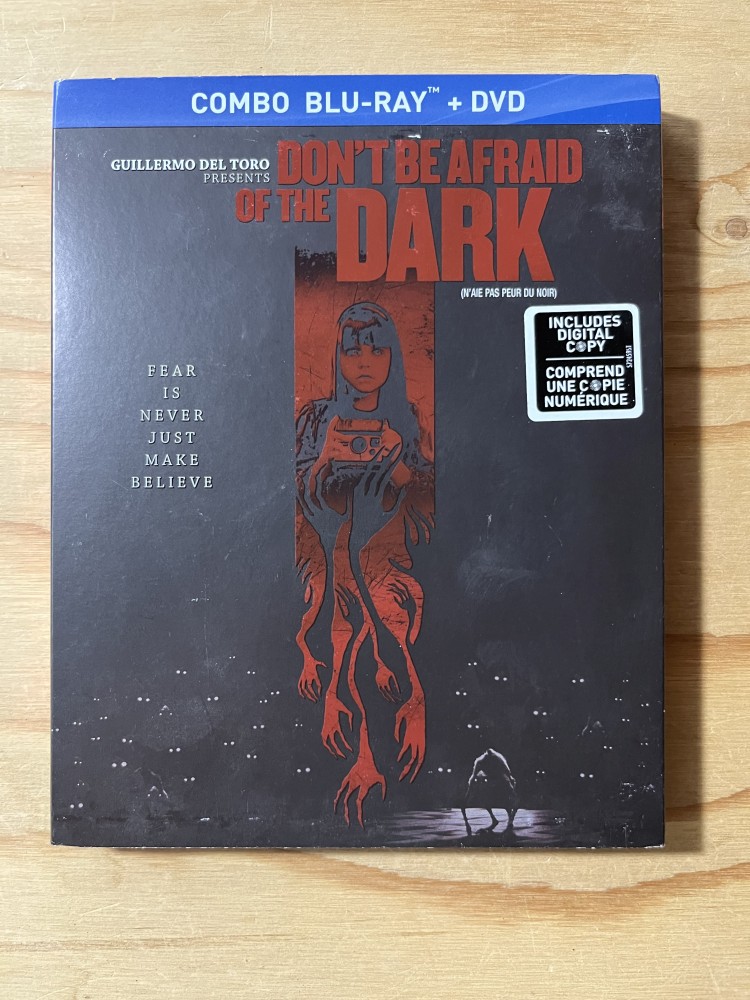 COMBO BLU-RAY™ + DVD
GUILLERMO DEL TORO
PRESENTS
DON'T BE AFRAID
OF THE DARK
(N'AIE PAS PEUR DU NOIR)
INCLUDES
DIGITAL
COPY
COMPREND
UNE COPIE
NUMÉRIQUE
FEAR
IS
NEVER
JUST
MAKE
BELIEVE